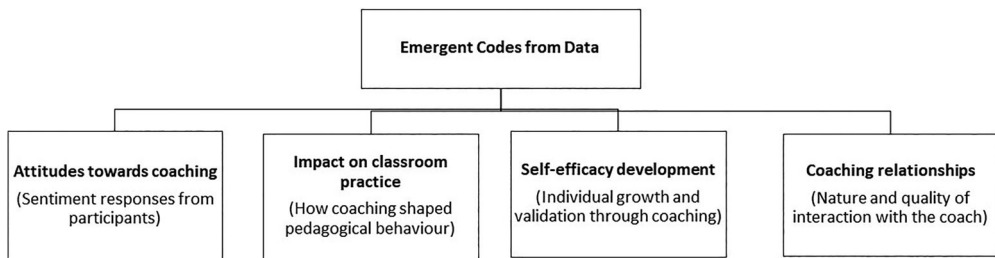 Emergent Codes from Data
Attitudes towards coaching
(Sentiment responses from
participants)
Impact on classroom
practice
(How coaching shaped
pedagogical behaviour)
Self-efficacy development
(Individual growth and
validation through coaching)
Coaching relationships
(Nature and quality of
interaction with the coach)